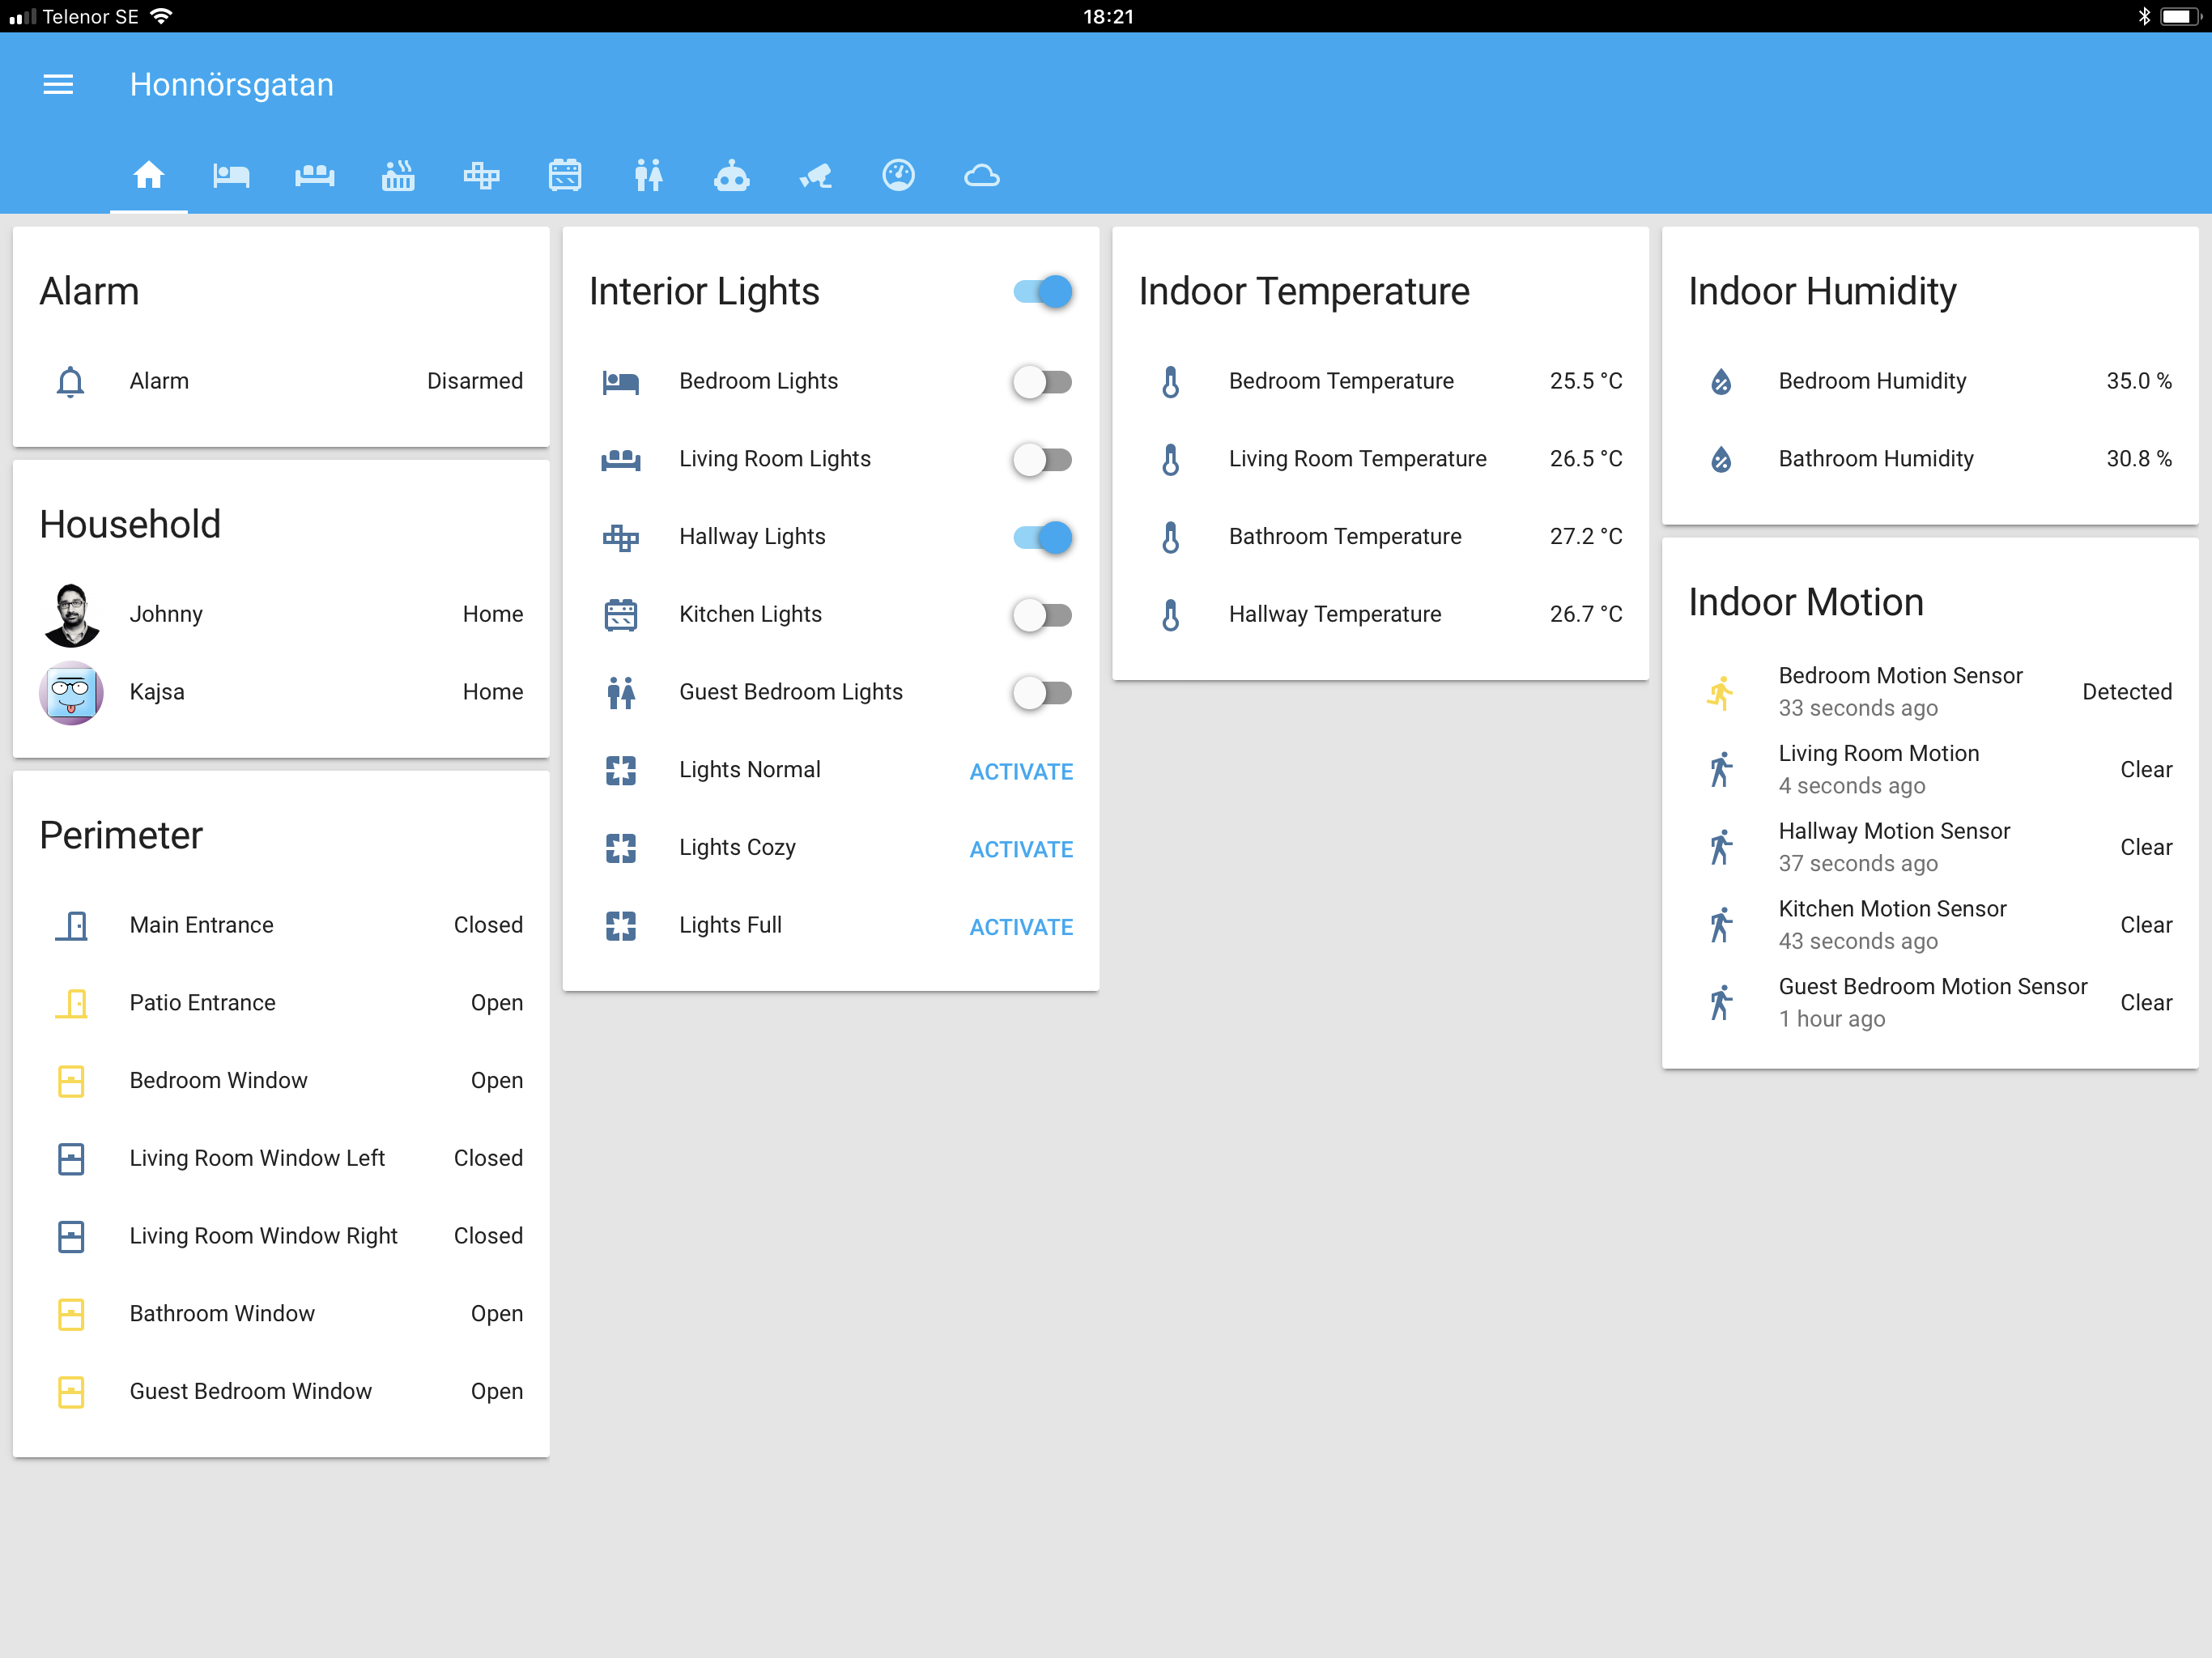 Telenor SE
18:21
Honnörsgatan
Alarm
Alarm Disarmed
Household
Johnny Home
Kajsa Home
Perimeter
Main Entrance Closed
Patio Entrance Open
Bedroom Window Open
Living Room Window Left Closed
Living Room Window Right Closed
Bathroom Window Open
Guest Bedroom Window Open
Interior Lights
Bedroom Lights
Living Room Lights
Hallway Lights
Kitchen Lights
Guest Bedroom Lights
Lights Normal ACTIVATE
Lights Cozy ACTIVATE
Lights Full ACTIVATE
Indoor Temperature
Bedroom Temperature 25.5 °C
Living Room Temperature 26.5 °C
Bathroom Temperature 27.2 °C
Hallway Temperature 26.7 °C
Indoor Humidity
Bedroom Humidity 35.0 %
Bathroom Humidity 30.8 %
Indoor Motion
Bedroom Motion Sensor Detected
33 seconds ago
Living Room Motion Clear
4 seconds ago
Hallway Motion Sensor Clear
37 seconds ago
Kitchen Motion Sensor Clear
43 seconds ago
Guest Bedroom Motion Sensor Clear
1 hour ago